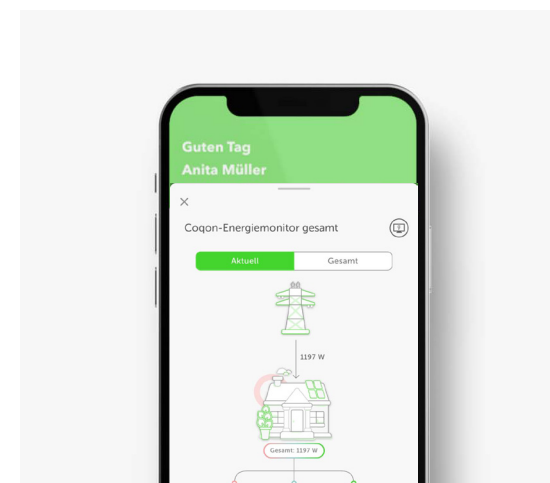 Guten Tag
Anita Müller
Coqon-Energiemonitor gesamt
Aktuell
Gesamt
1197 W
Gesamt: 1197 W